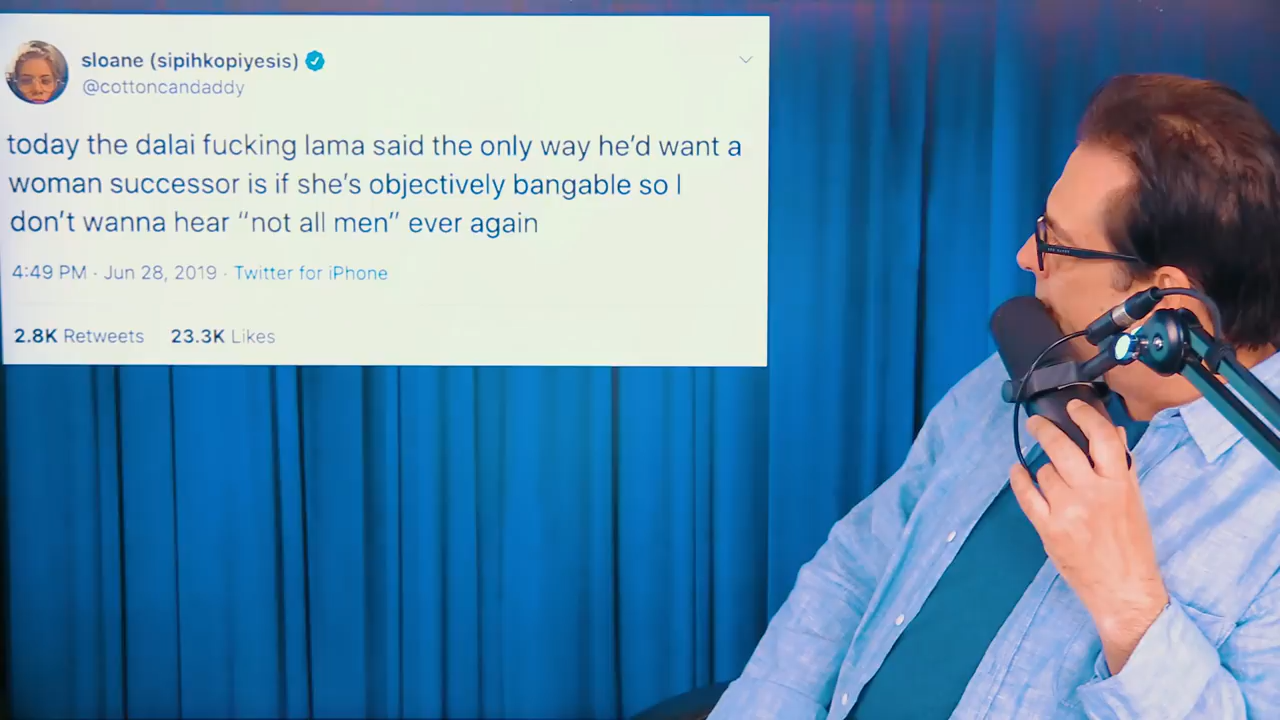 sloane (sipihkopiyesis)
@cottoncandaddy
today the dalai fucking lama said the only way he'd want a
woman successor is if she's objectively bangable so I
don't wanna hear “not all men” ever again
4:49 PM · Jun 28, 2019 · Twitter for iPhone
2.8K Retweets 23.3K Likes